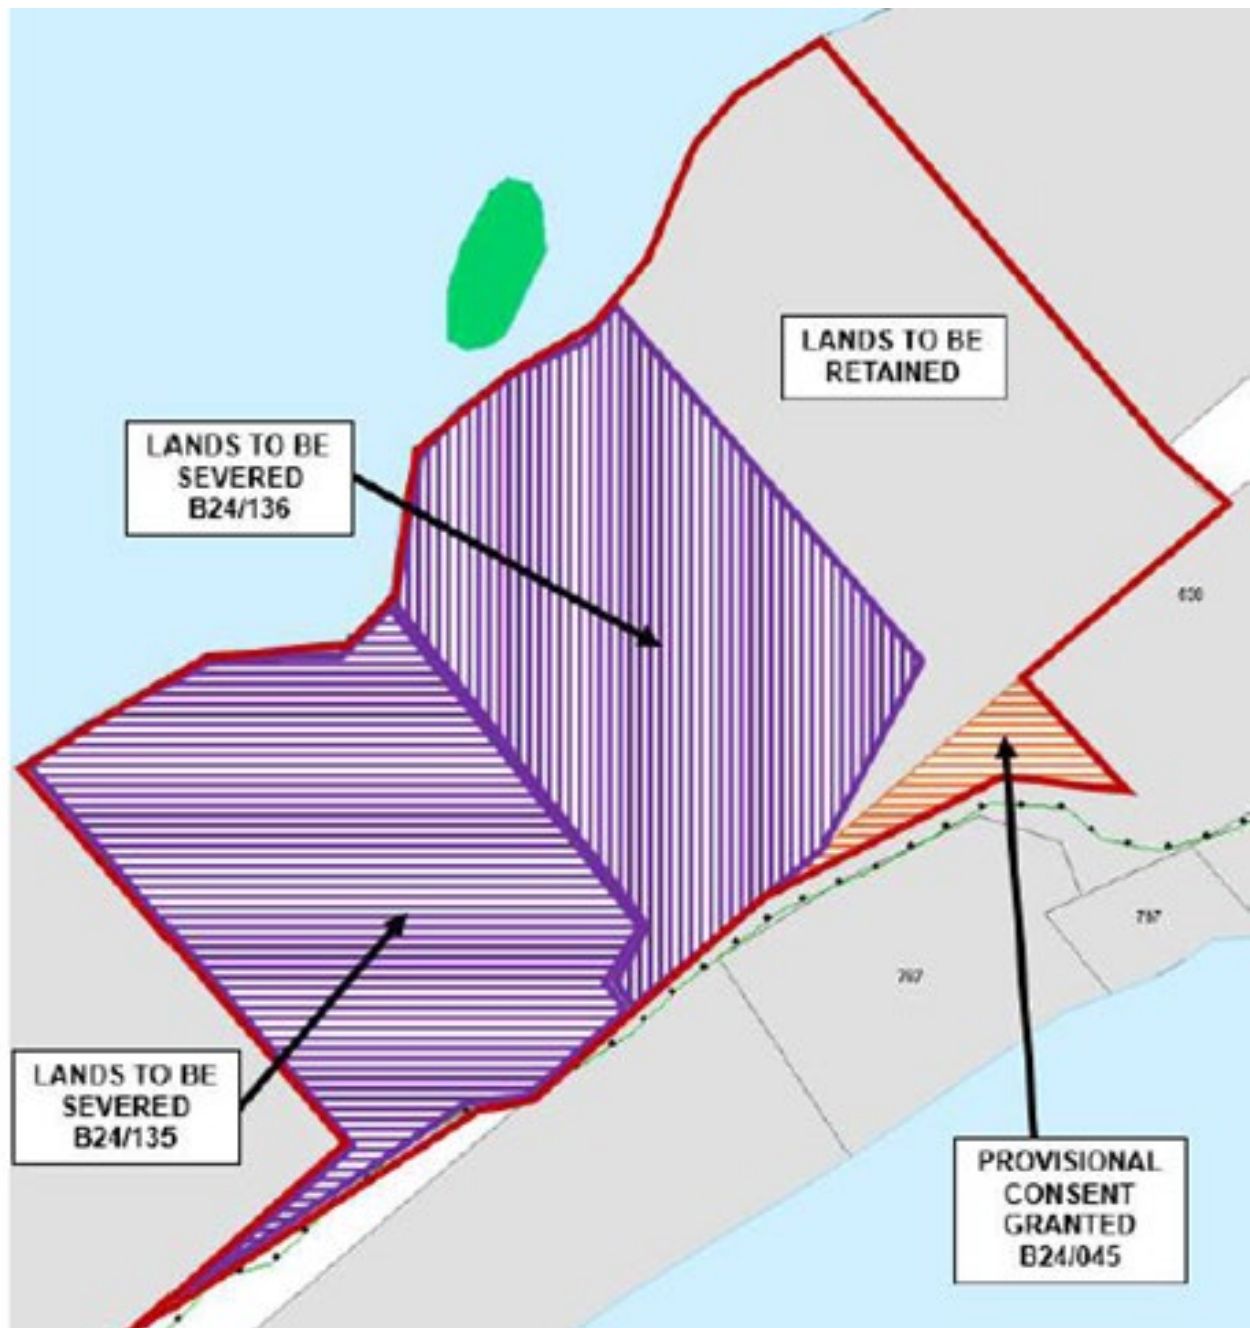 LANDS TO BE
RETAINED
LANDS TO BE
SEVERED
B24/136
LANDS TO BE
SEVERED
B24/135
PROVISIONAL
CONSENT
GRANTED
B24/045